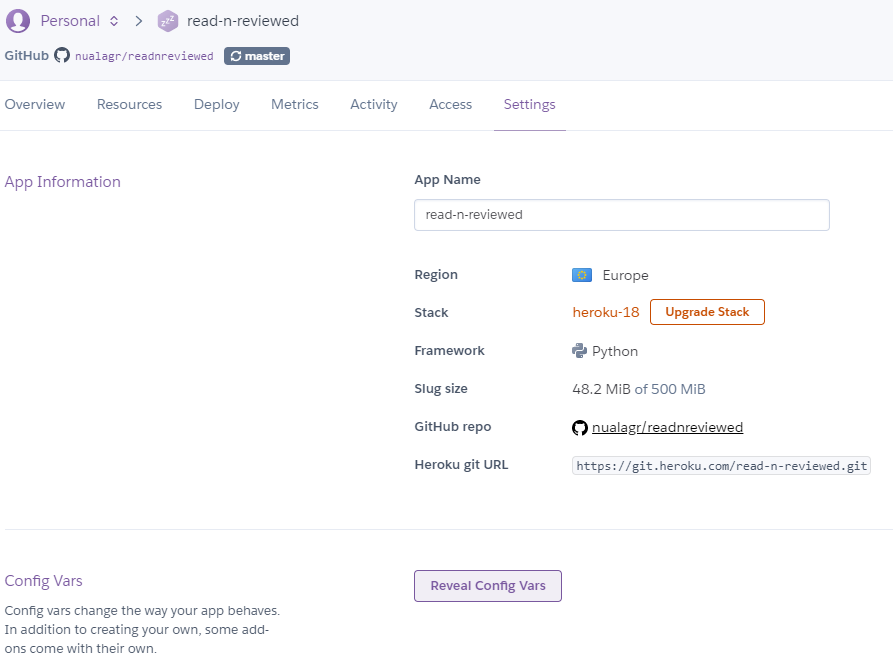 Personal > read-n-reviewed
GitHub nualagr/readnreviewed master
Overview Resources Deploy Metrics Activity Access Settings
App Information
App Name
read-n-reviewed
Region Europe
Stack heroku-18 Upgrade Stack
Framework Python
Slug size 48.2 MiB of 500 MiB
GitHub repo nualagr/readnreviewed
Heroku git URL https://git.heroku.com/read-n-reviewed.git
Config Vars
Reveal Config Vars
Config vars change the way your app behaves.
In addition to creating your own, some add-
ons come with their own.